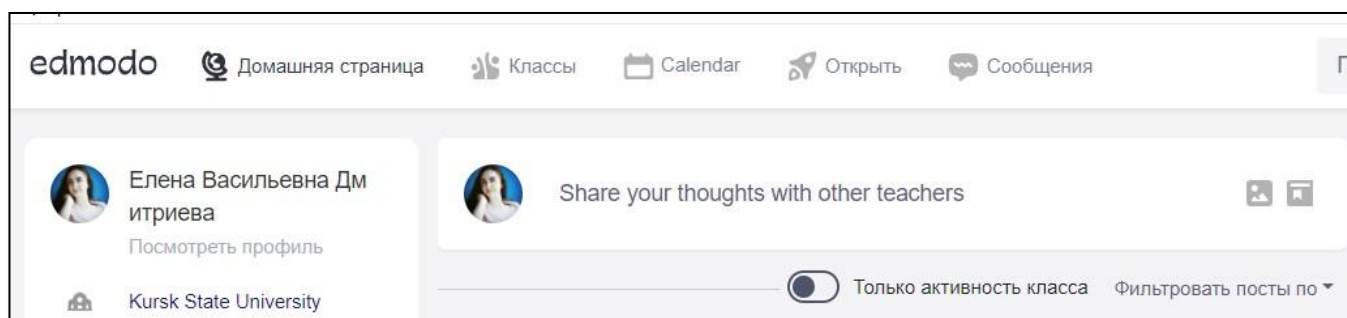 edmodo Домашняя страница Классы Calendar Открыть Сообщения
Елена Васильевна Дм
итриева
Посмотреть профиль
Kursk State University
Share your thoughts with other teachers
Только активность класса Фильтровать посты по